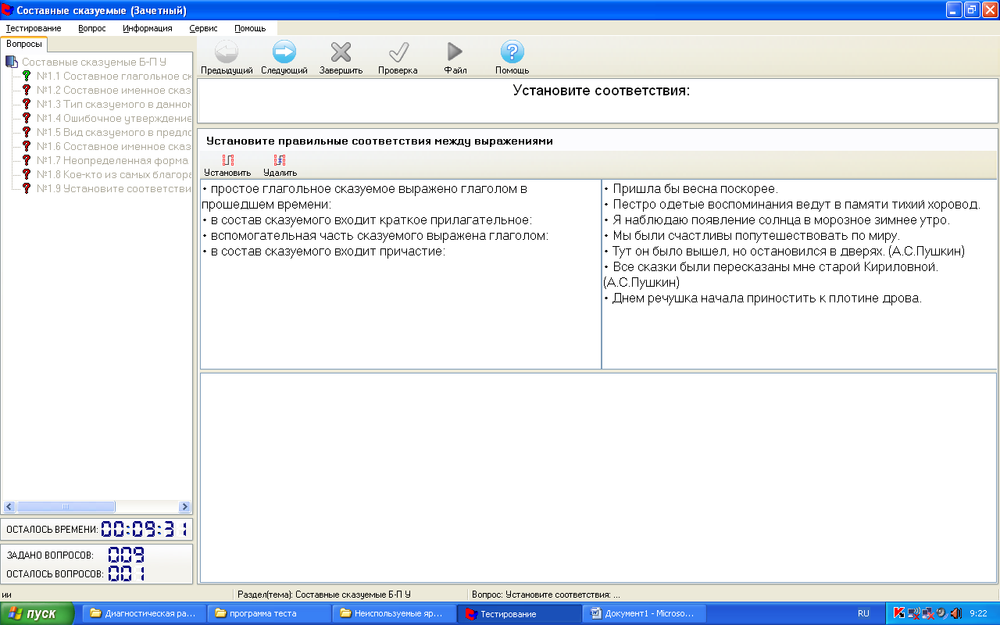 Составные сказуемые (Зачетный)
Тестирование Вопрос Информация Сервис Помощь
Вопросы
Составные сказуемые Б-П У
№1.1 Составное глагольное ск
№1.2 Составное именное сказ
№1.3 Тип сказуемого в данном
№1.4 Ошибочное утверждение
№1.5 Вид сказуемого в предло
№1.6 Составное именное сказ
№1.7 Неопределенная форма
№1.8 Кое-кто из самых благора
№1.9 Установите соответстви
Предыдущий Следующий Завершить Проверка Файл Помощь
Установите соответствия:
Установите правильные соответствия между выражениями
Установить Удалить
• простое глагольное сказуемое выражено глаголом в
прошедшем времени:
• в состав сказуемого входит краткое прилагательное:
• вспомогательная часть сказуемого выражена глаголом:
• в состав сказуемого входит причастие:
• Пришла бы весна поскорее.
• Пестро одетые воспоминания ведут в памяти тихий хоровод.
• Я наблюдаю появление солнца в морозное зимнее утро.
• Мы были счастливы попутешествовать по миру.
• Тут он было вышел, но остановился в дверях. (А.С.Пушкин)
• Все сказки были пересказаны мне старой Кириловной.
(А.С.Пушкин)
• Днем речушка начала приностить к плотине дрова.
ОСТАЛОСЬ ВРЕМЕНИ: 00:09:31
ЗАДАНО ВОПРОСОВ: 009
ОСТАЛОСЬ ВОПРОСОВ: 001
ии Раздел(тема): Составные сказуемые Б-П У Вопрос: Установите соответствия: ...
пуск Диагностическая ра... программа теста Неиспользуемые яр... Тестирование Документ1 - Microso... RU 9:22